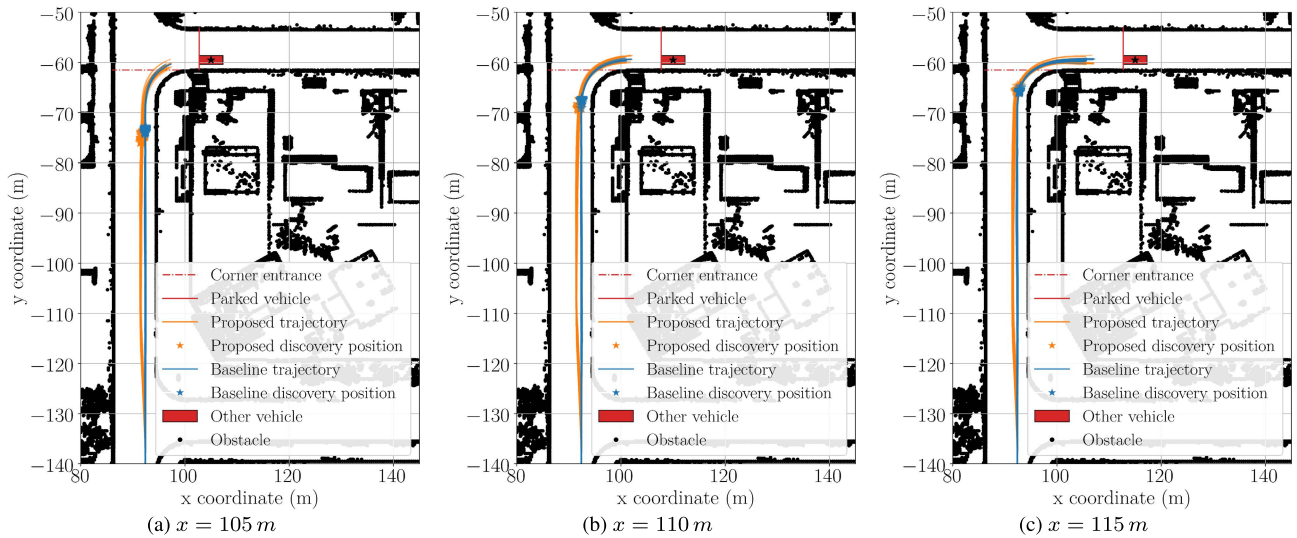 −50
−60
−70
−80
−90
−100
−110
−120
−130
−140
y coordinate (m)
80
100
120
140
x coordinate (m)
Corner entrance
Parked vehicle
Proposed trajectory
Proposed discovery position
Baseline trajectory
Baseline discovery position
Other vehicle
Obstacle
(a) x = 105 m
−50
−60
−70
−80
−90
−100
−110
−120
−130
−140
y coordinate (m)
80
100
120
140
x coordinate (m)
Corner entrance
Parked vehicle
Proposed trajectory
Proposed discovery position
Baseline trajectory
Baseline discovery position
Other vehicle
Obstacle
(b) x = 110 m
−50
−60
−70
−80
−90
−100
−110
−120
−130
−140
y coordinate (m)
80
100
120
140
x coordinate (m)
Corner entrance
Parked vehicle
Proposed trajectory
Proposed discovery position
Baseline trajectory
Baseline discovery position
Other vehicle
Obstacle
(c) x = 115 m